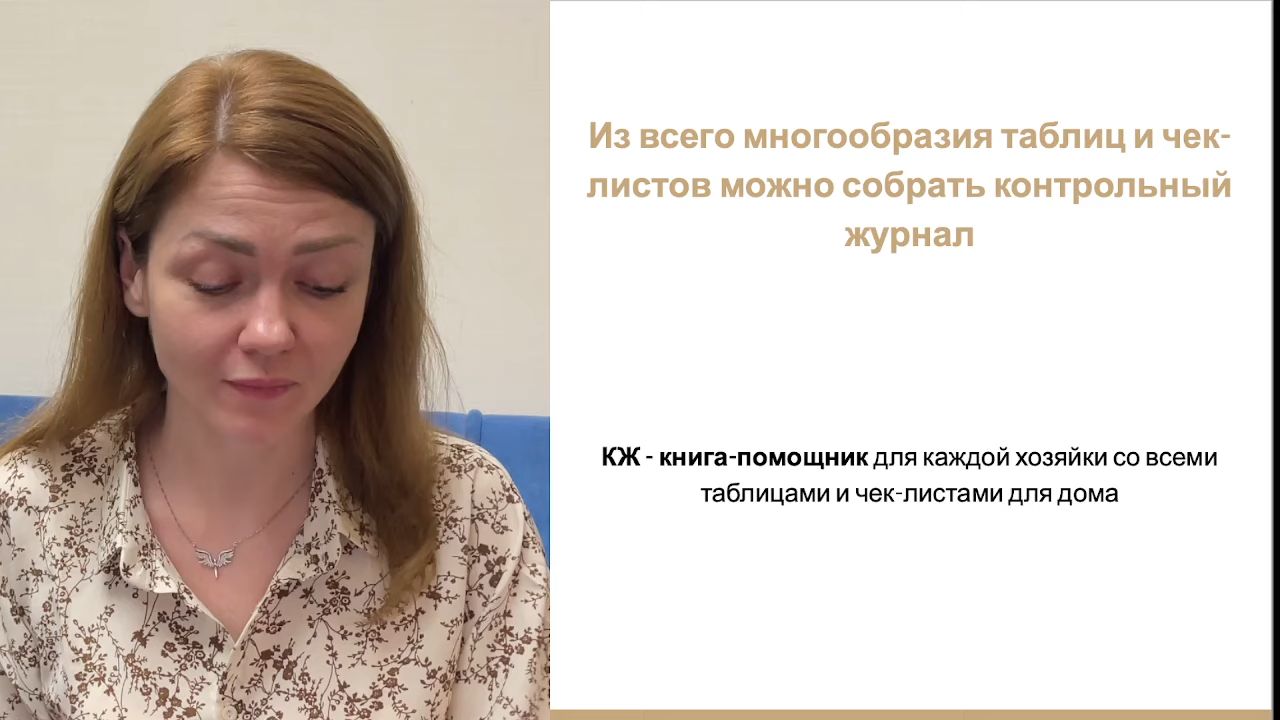 Из всего многообразия таблиц и чек-
листов можно собрать контрольный
журнал
КЖ - книга-помощник для каждой хозяйки со всеми
таблицами и чек-листами для дома